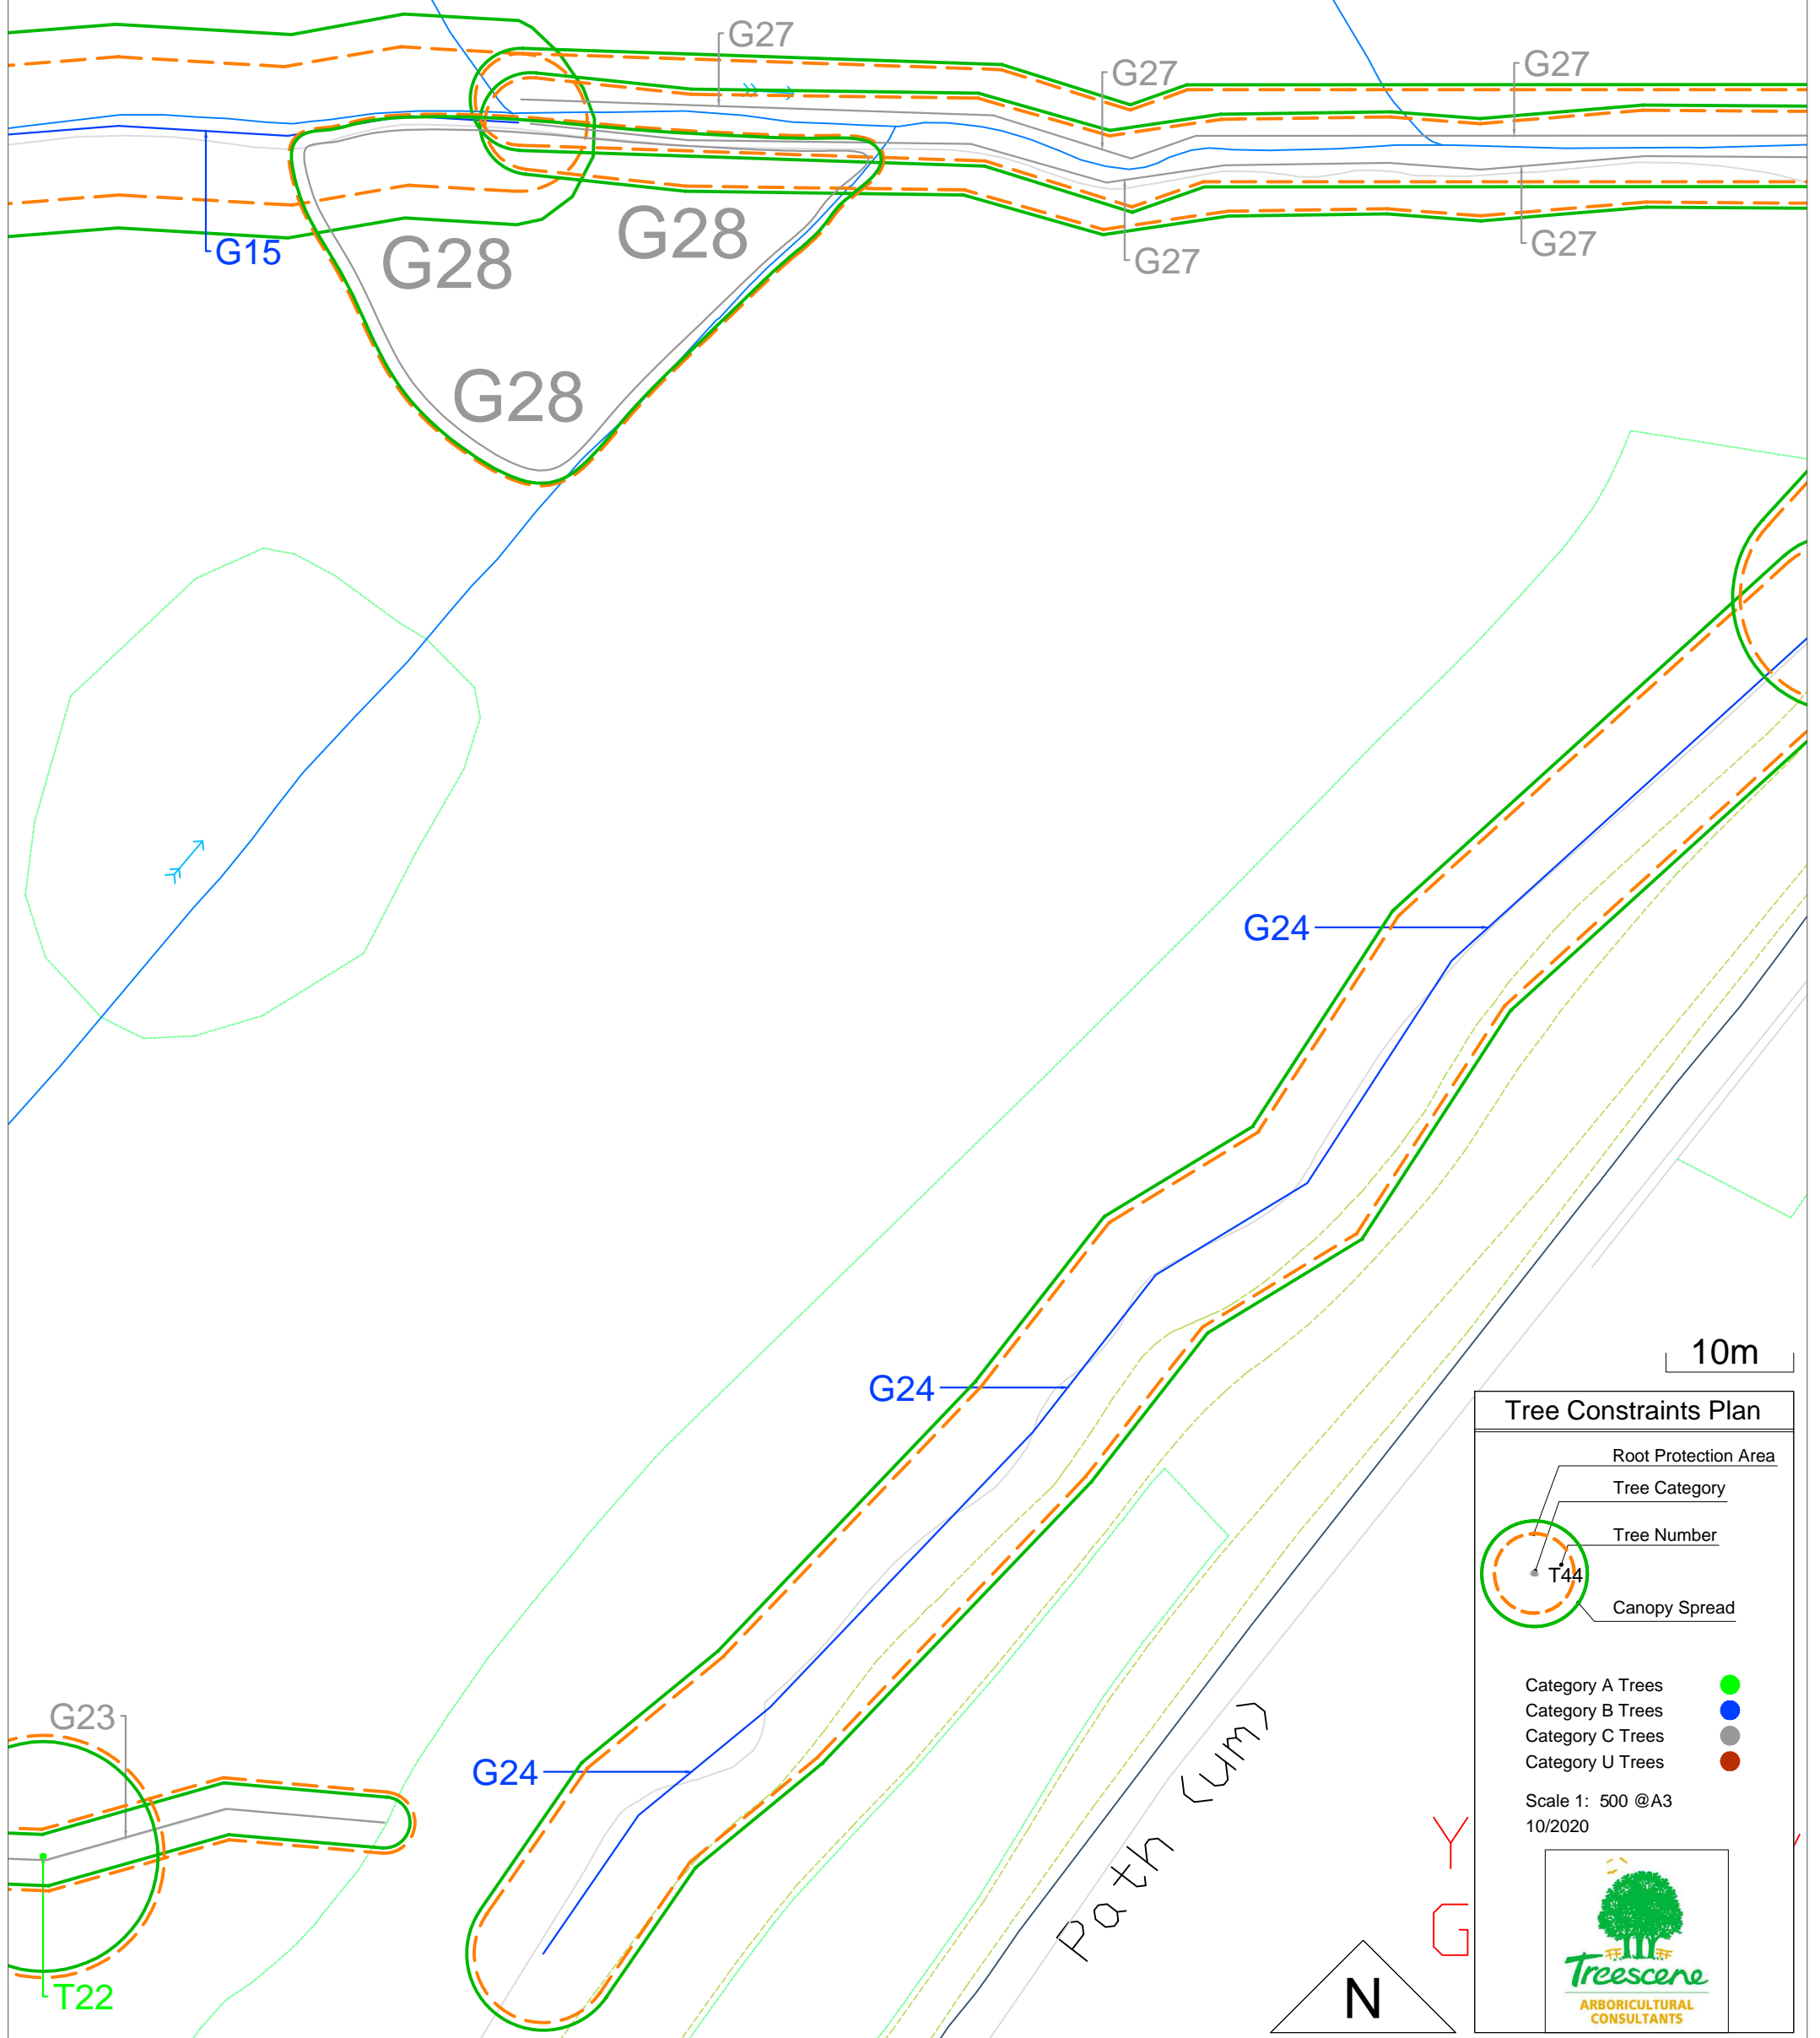 G27
G27
G27
G15
G28
G28
G27
G27
G28
G24
G24
10m
Tree Constraints Plan
Root Protection Area
Tree Category
Tree Number
T44
Canopy Spread
Category A Trees
Category B Trees
Category C Trees
Category U Trees
Scale 1: 500 @A3
10/2020
G23
G24
Path (um)
Y
G
T22
N
Treescene
ARBORICULTURAL
CONSULTANTS